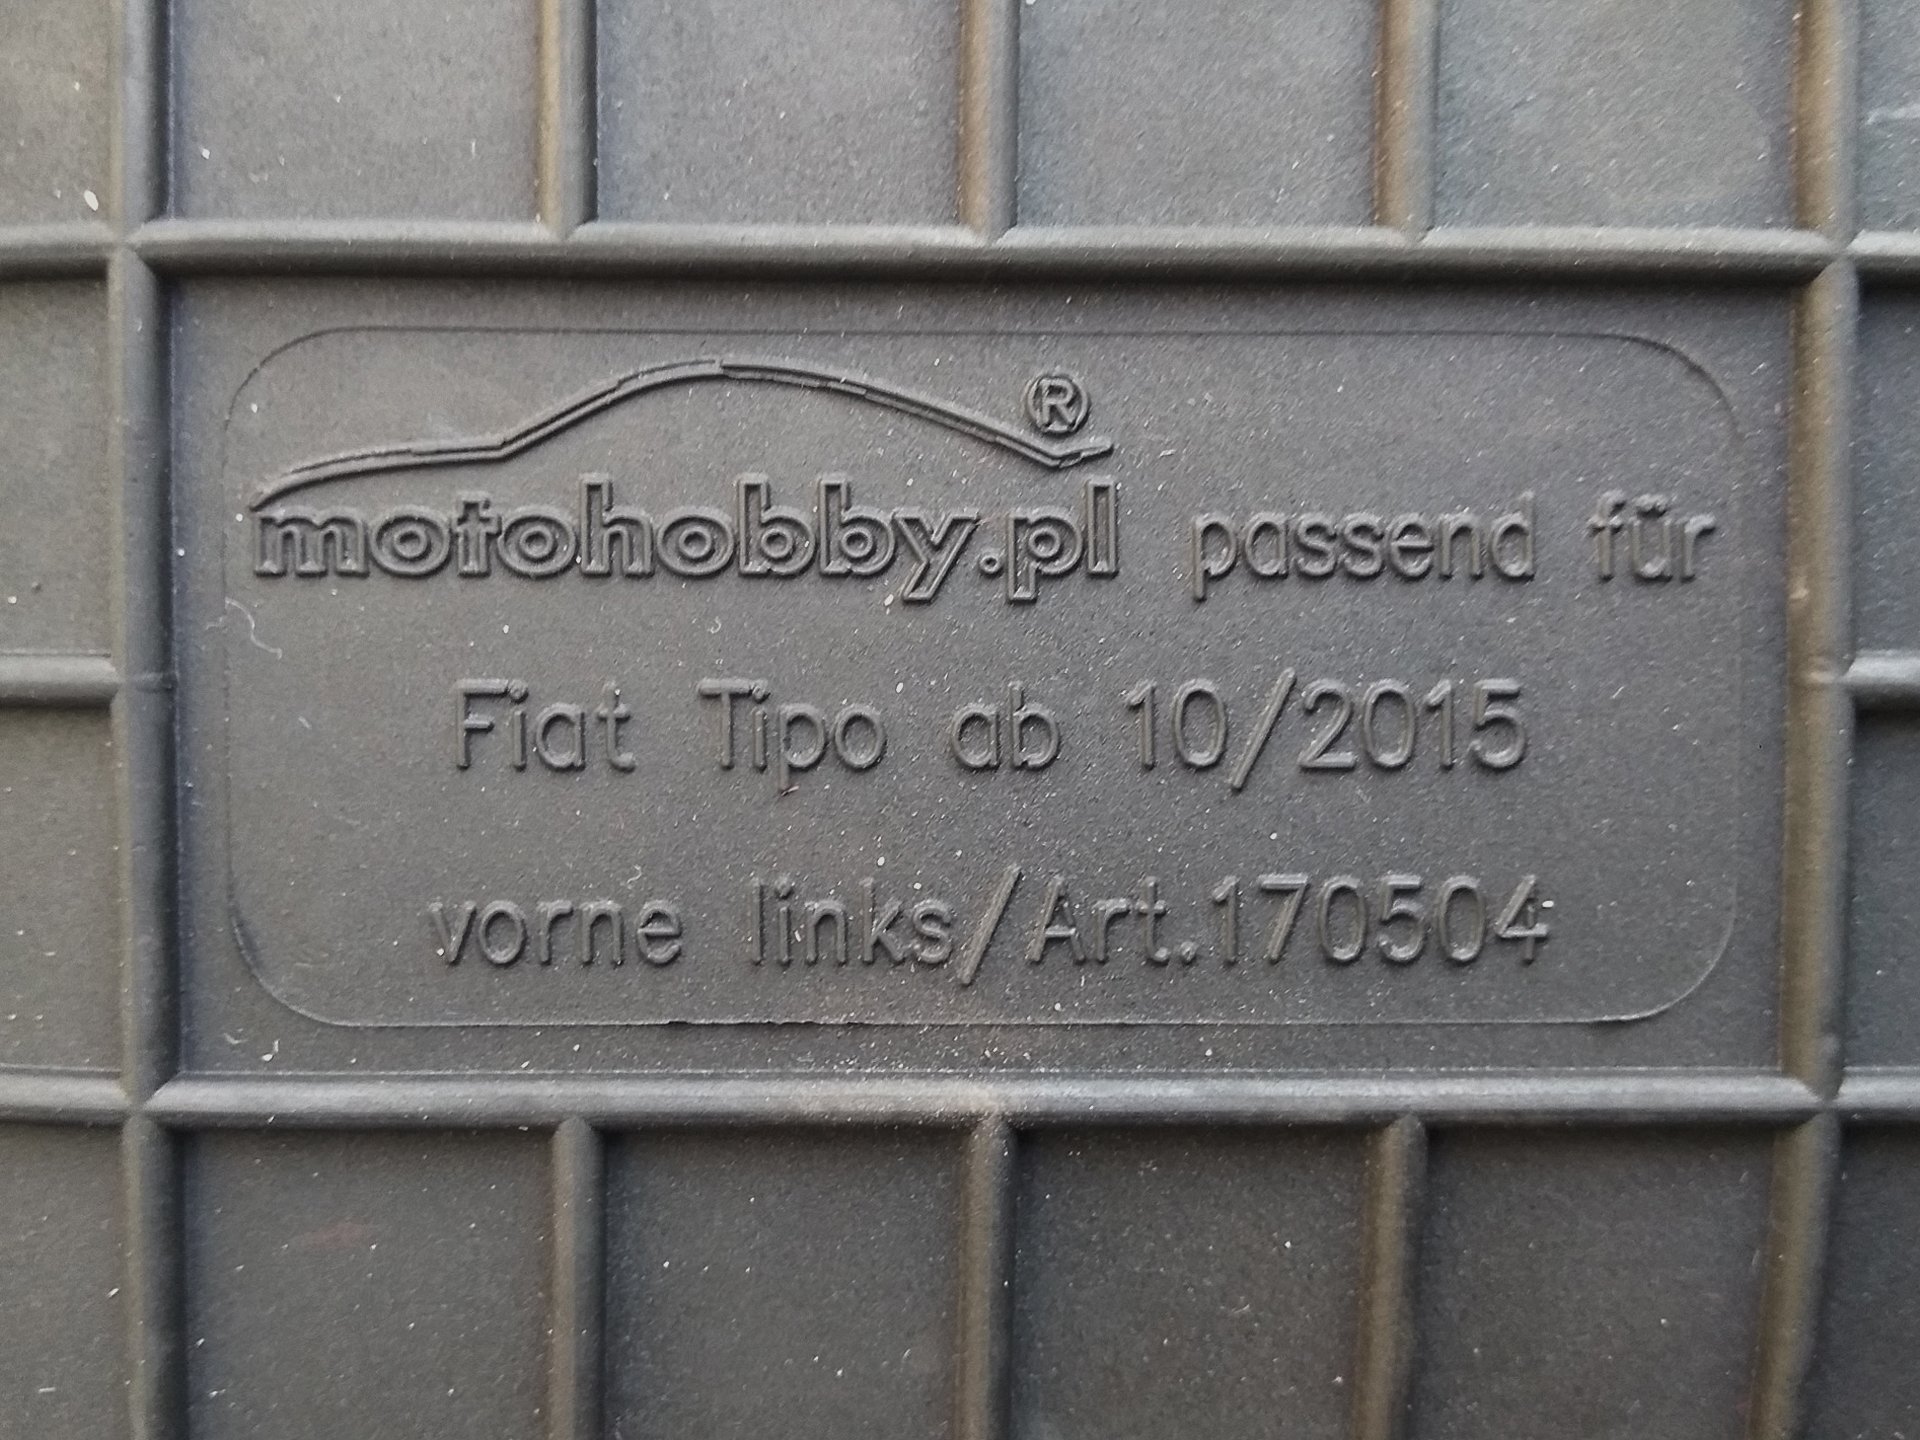 motohobby.pl® passend für
Fiat Tipo ab 10/2015
vorne links/Art.170504